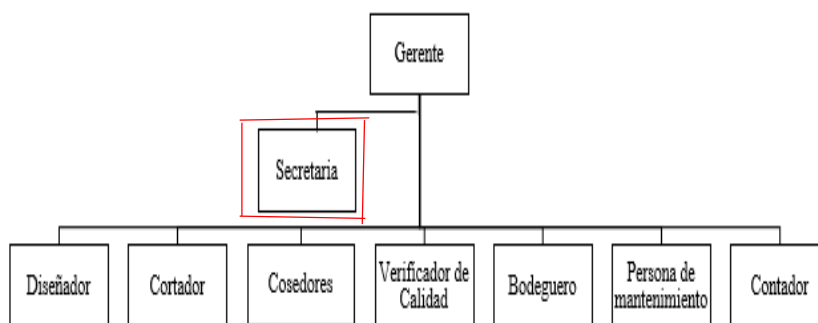 Gerente
Secretaria
Diseñador
Cortador
Cosedores
Verificador de
Calidad
Bodeguero
Persona de
mantenimiento
Contador